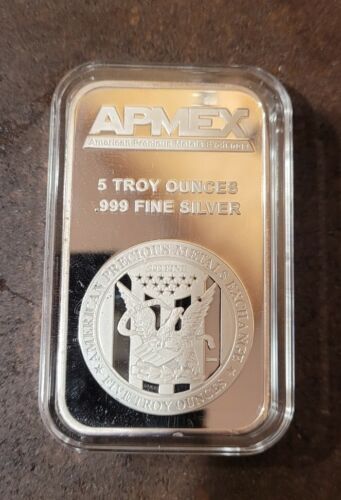 APMEX
American Precious Metals Exchange
5 TROY OUNCES
.999 FINE SILVER
AMERICAN PRECIOUS METALS EXCHANGE
FIVE TROY OUNCES